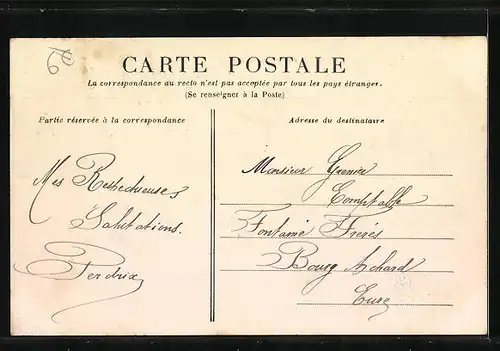 CARTE POSTALE
La correspondance au recto n'est pas acceptée par tous les pays étranger.
(Se renseigner à la Poste)
Partie réservée à la correspondance
Adresse du destinataire
Mes Respectueuses
Salutations.
Perdrix
Monsieur Grenier
Comptable
Fontaine Frères
Bourg Achard
Eure